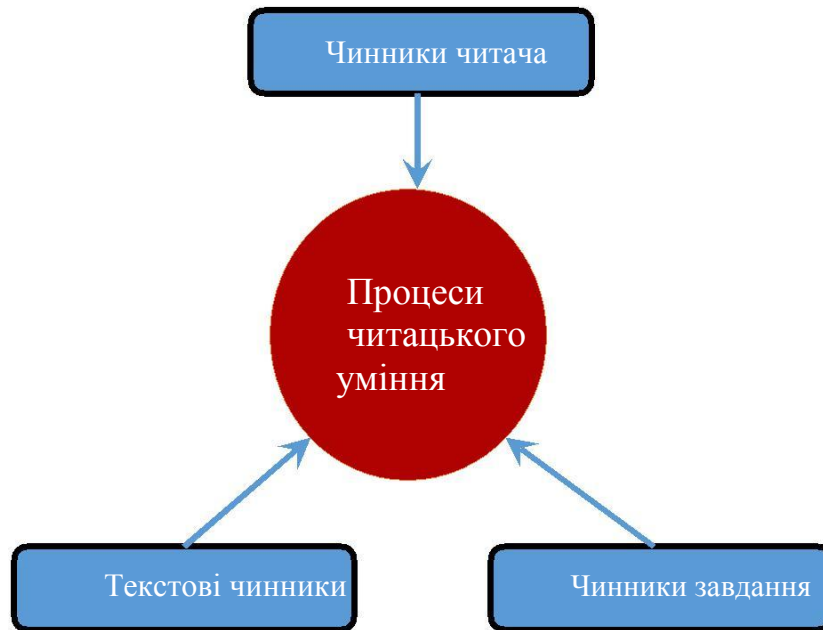 Чинники читача
Процеси
читацького
уміння
Текстові чинники
Чинники завдання